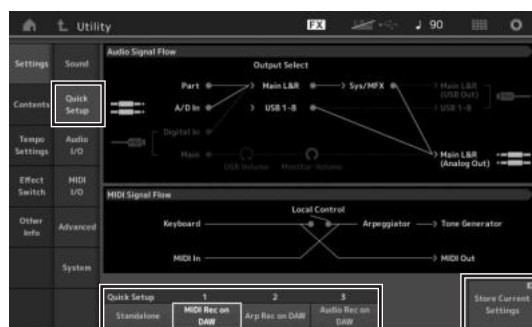 Utility
FX
90
Settings
Sound
Contents
Quick Setup
Tempo Settings
Audio I/O
Effect Switch
MIDI I/O
Other Info
Advanced
System
Audio Signal Flow
Output Select
Part
Main L&R
Sys/MFX
Main L&R (USB Out)
A/D In
USB 1-8
USB 1-8
Digital In
Main
USB Volume
Monitor Volume
Main L&R (Analog Out)
MIDI Signal Flow
Local Control
Keyboard
Arpeggiator
Tone Generator
MIDI In
MIDI Out
Quick Setup
1
2
3
Standalone
MIDI Rec on DAW
Arp Rec on DAW
Audio Rec on DAW
Store Current Settings